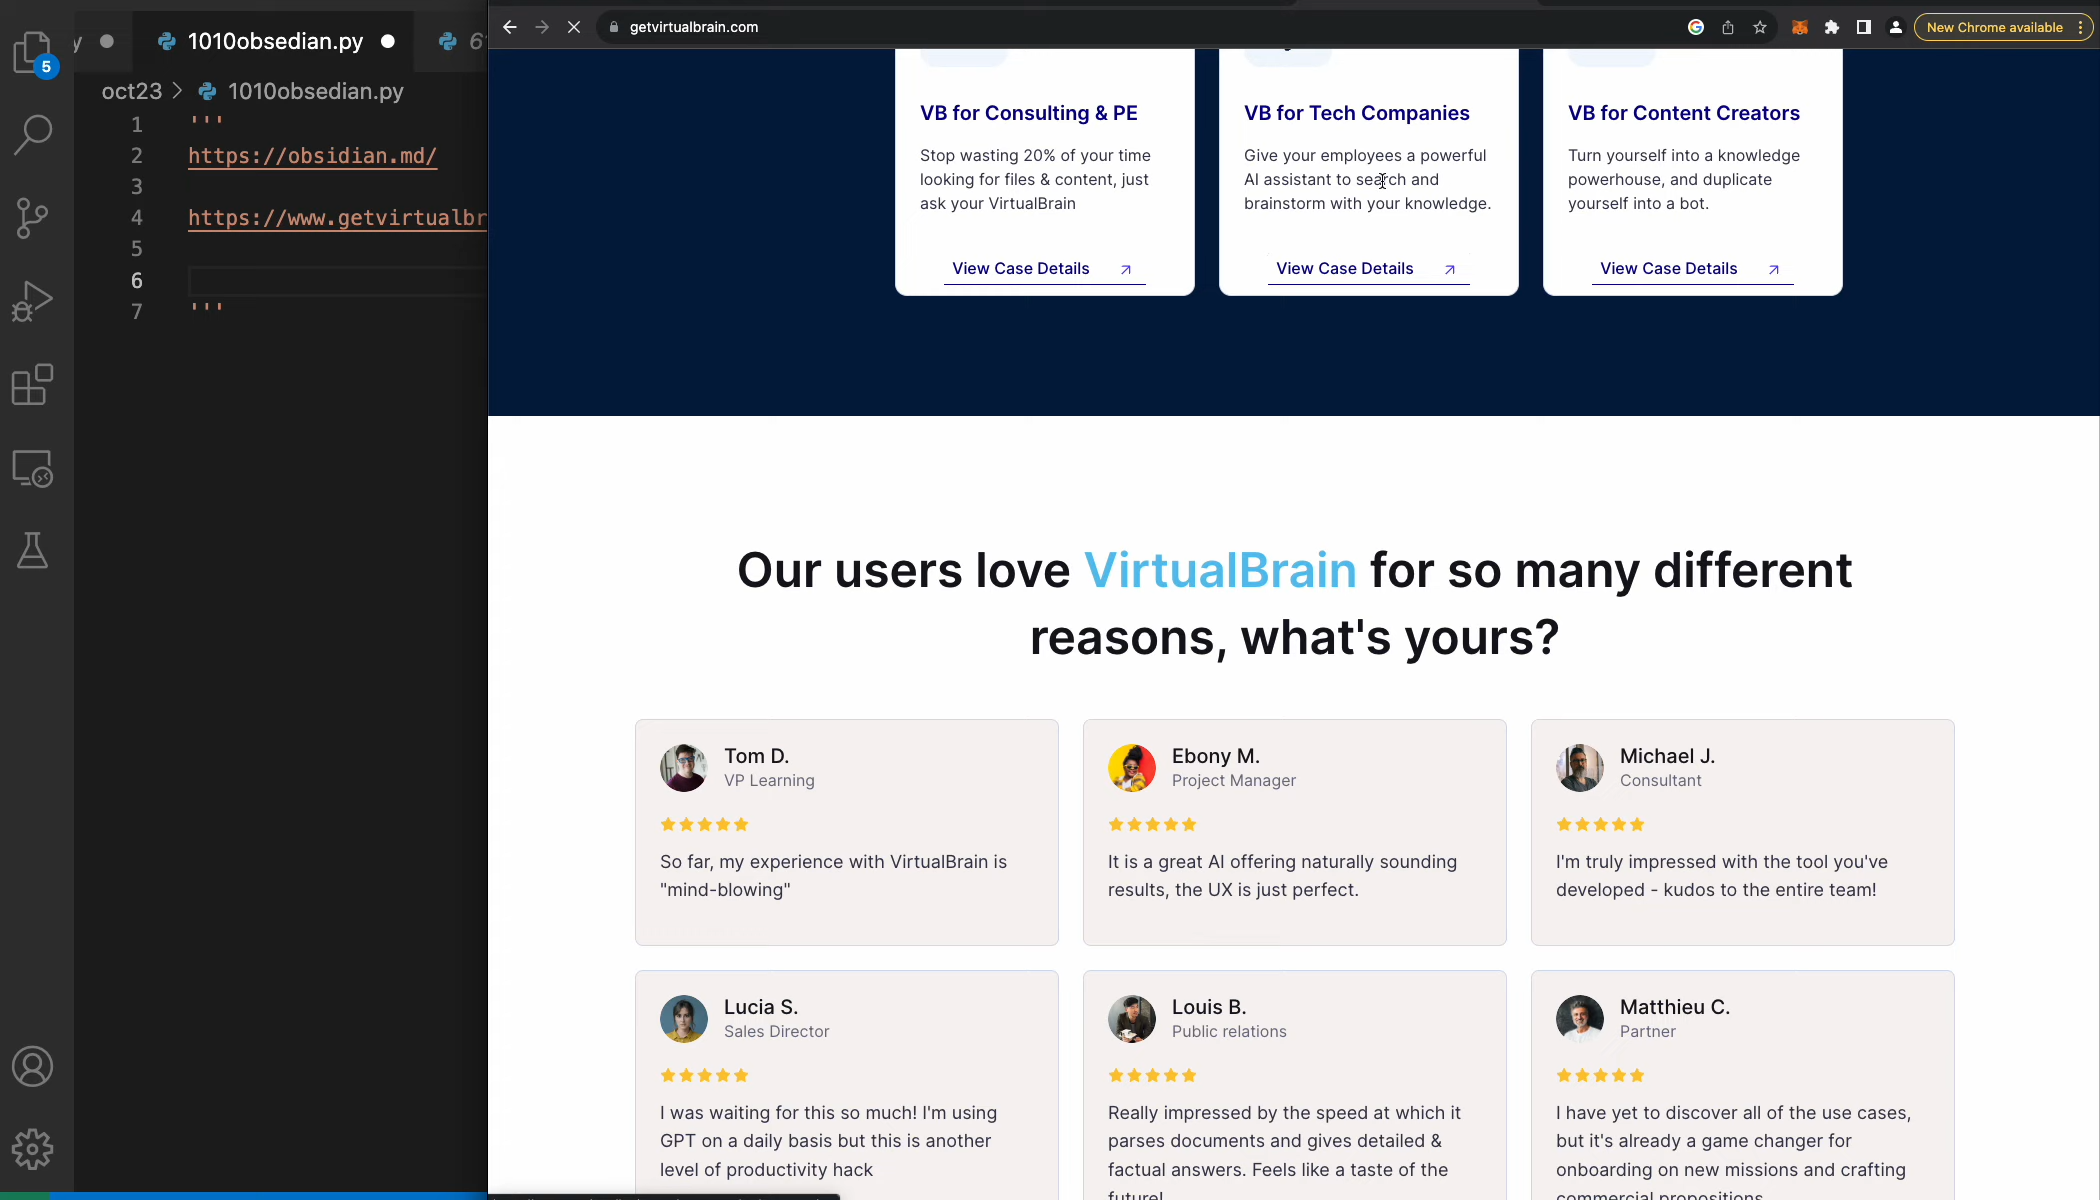 1010obsedian.py
oct23 > 1010obsedian.py
5
1 '''
2 https://obsidian.md/
3
4 https://www.getvirtualbr
5
6
7 '''
getvirtualbrain.com
New Chrome available
VB for Consulting & PE
Stop wasting 20% of your time
looking for files & content, just
ask your VirtualBrain
View Case Details
VB for Tech Companies
Give your employees a powerful
AI assistant to search and
brainstorm with your knowledge.
View Case Details
VB for Content Creators
Turn yourself into a knowledge
powerhouse, and duplicate
yourself into a bot.
View Case Details
Our users love VirtualBrain for so many different
reasons, what's yours?
Tom D.
VP Learning
So far, my experience with VirtualBrain is
"mind-blowing"
Ebony M.
Project Manager
It is a great AI offering naturally sounding
results, the UX is just perfect.
Michael J.
Consultant
I'm truly impressed with the tool you've
developed - kudos to the entire team!
Lucia S.
Sales Director
I was waiting for this so much! I'm using
GPT on a daily basis but this is another
level of productivity hack
Louis B.
Public relations
Really impressed by the speed at which it
parses documents and gives detailed &
factual answers. Feels like a taste of the
future!
Matthieu C.
Partner
I have yet to discover all of the use cases,
but it's already a game changer for
onboarding on new missions and crafting
commercial propositions